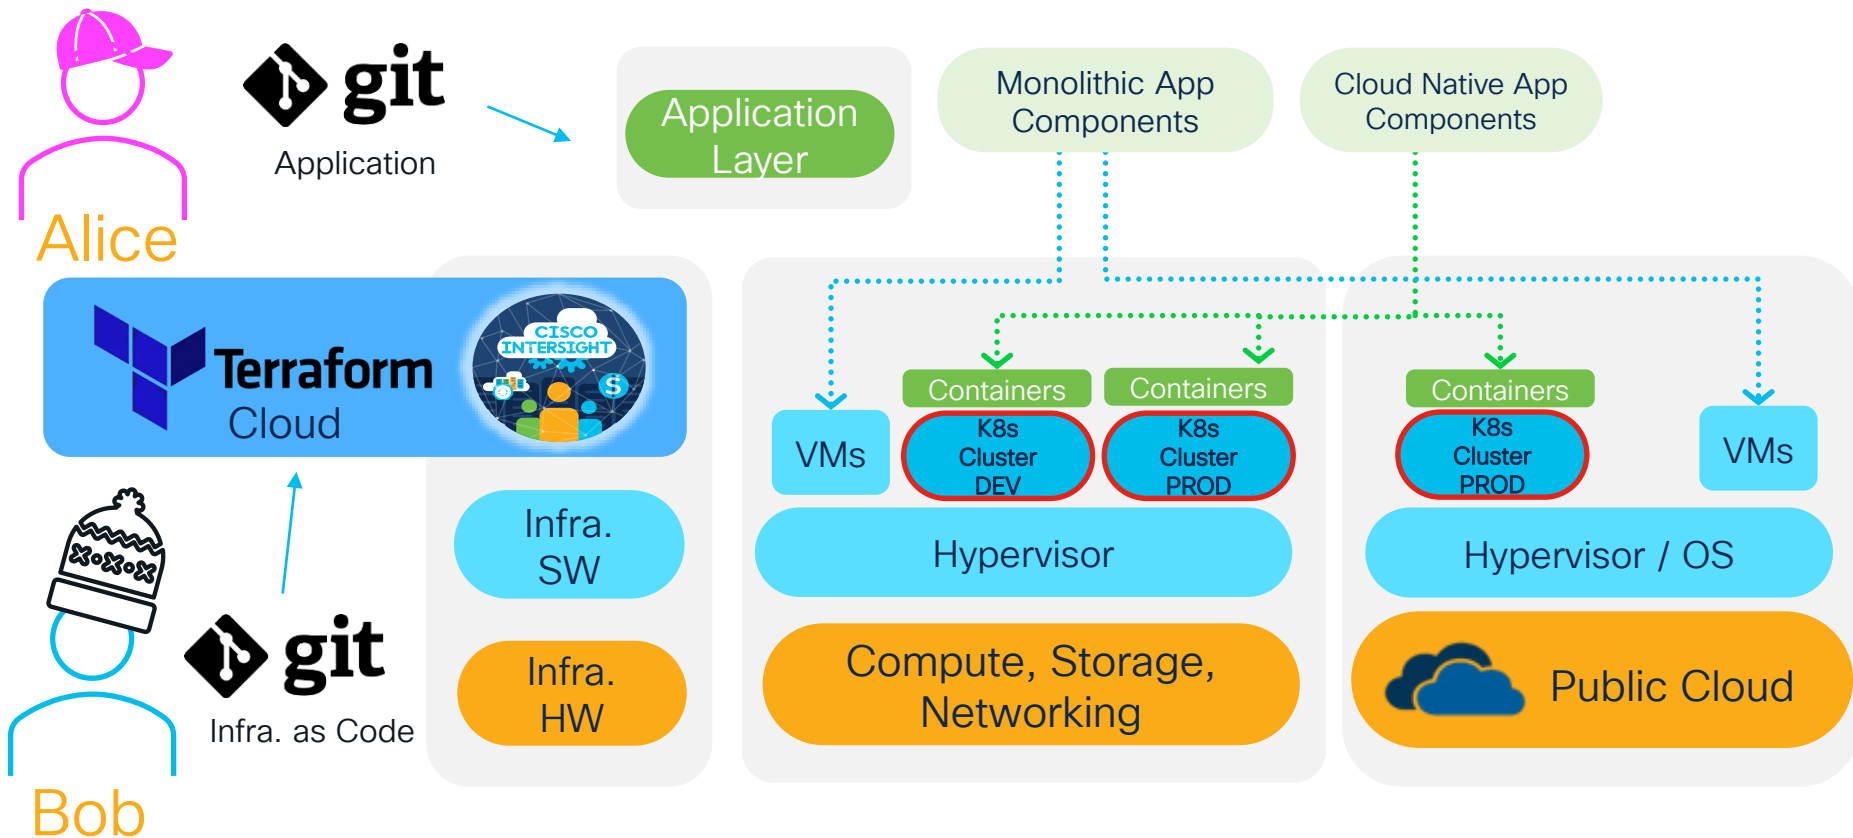 git
Application
Alice
Application
Layer
Monolithic App
Components
Cloud Native App
Components
Terraform
Cloud
CISCO
INTERSIGHT
$
Containers
Containers
Containers
VMs
K8s
Cluster
DEV
K8s
Cluster
PROD
K8s
Cluster
PROD
VMs
Infra.
SW
Hypervisor
Hypervisor / OS
git
Infra. as Code
Bob
Infra.
HW
Compute, Storage,
Networking
Public Cloud